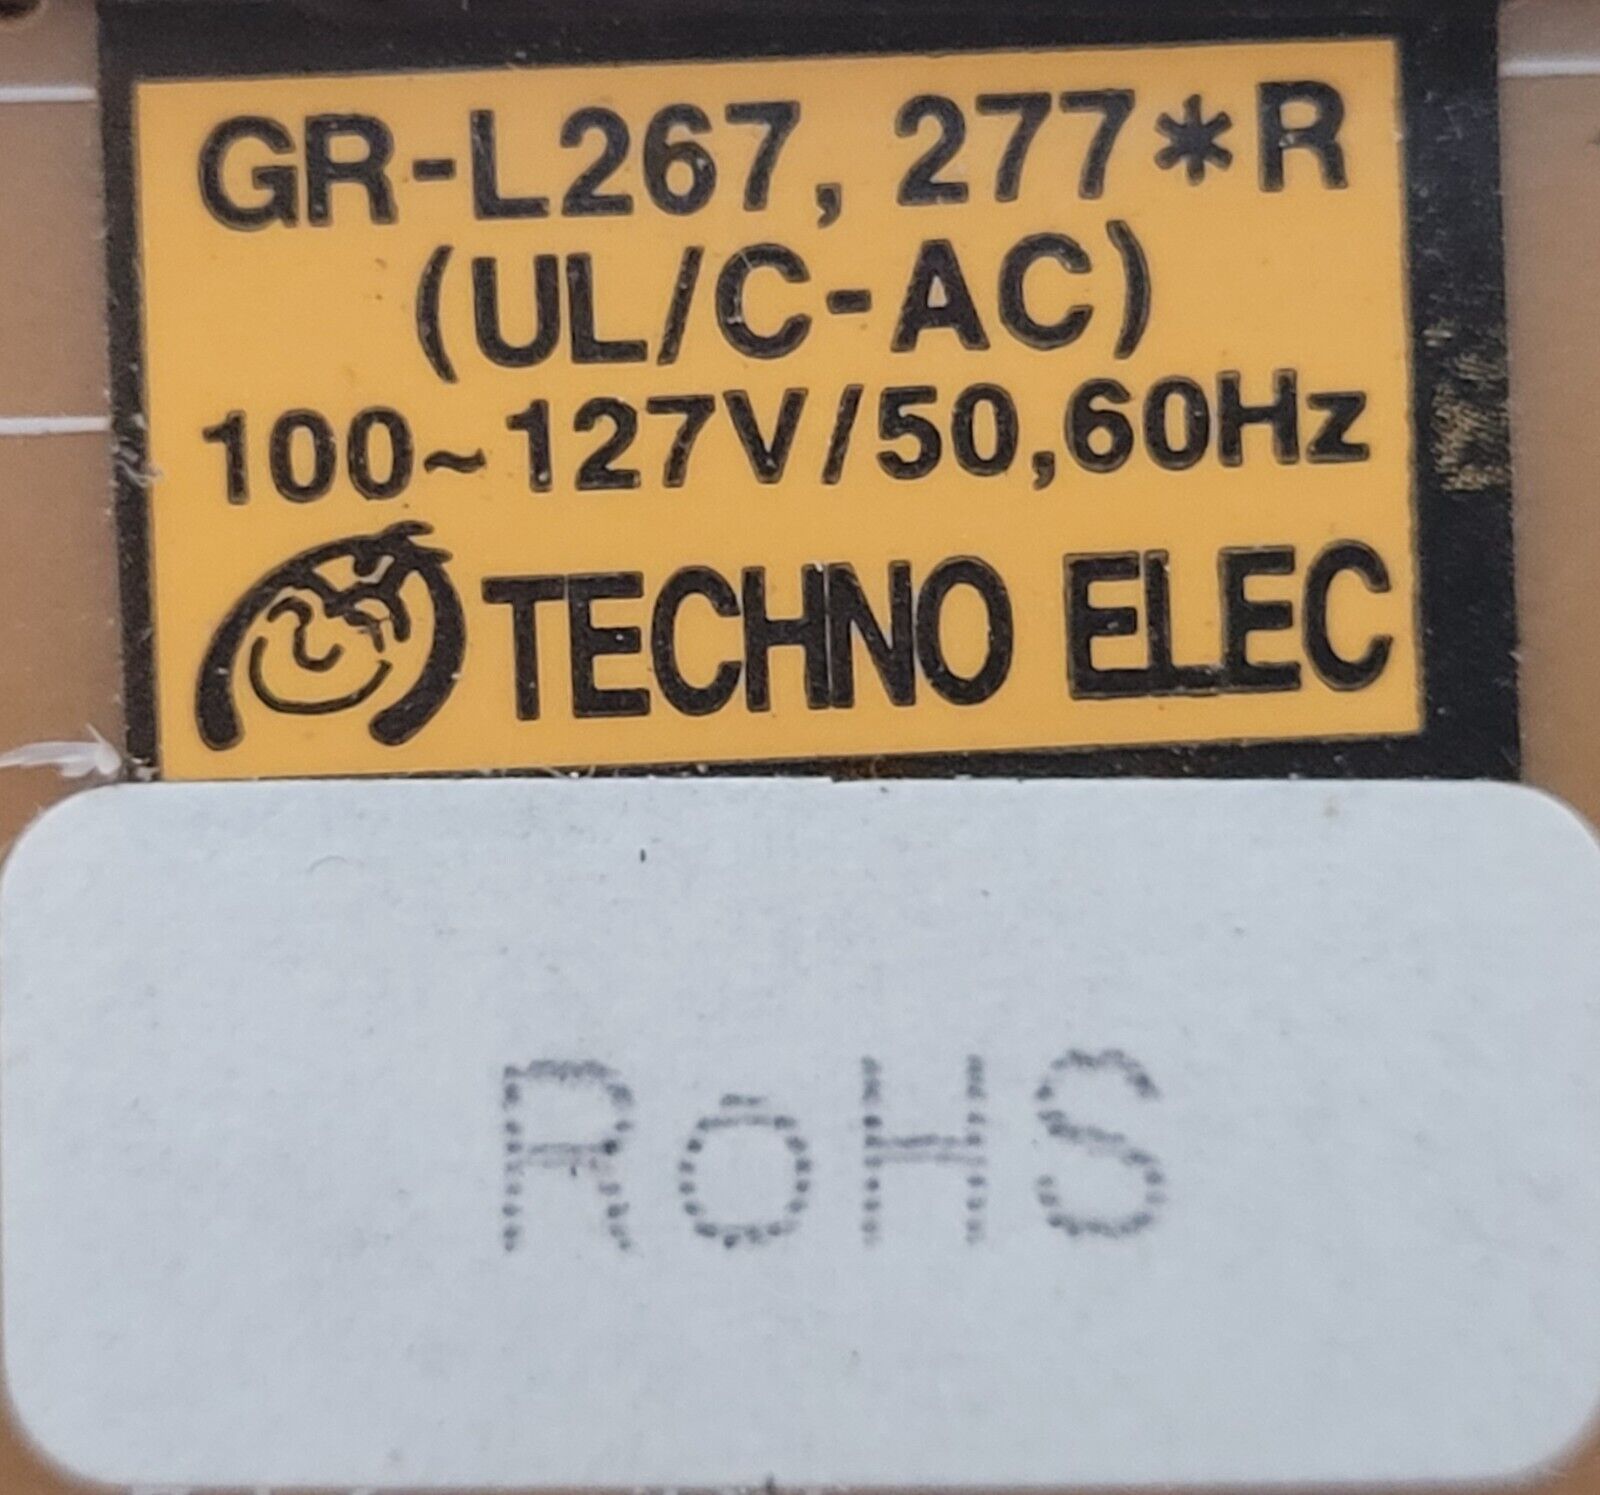 GR-L267, 277*R
(UL/C-AC)
100~127V/50,60Hz
TECHNO ELEC
RoHS